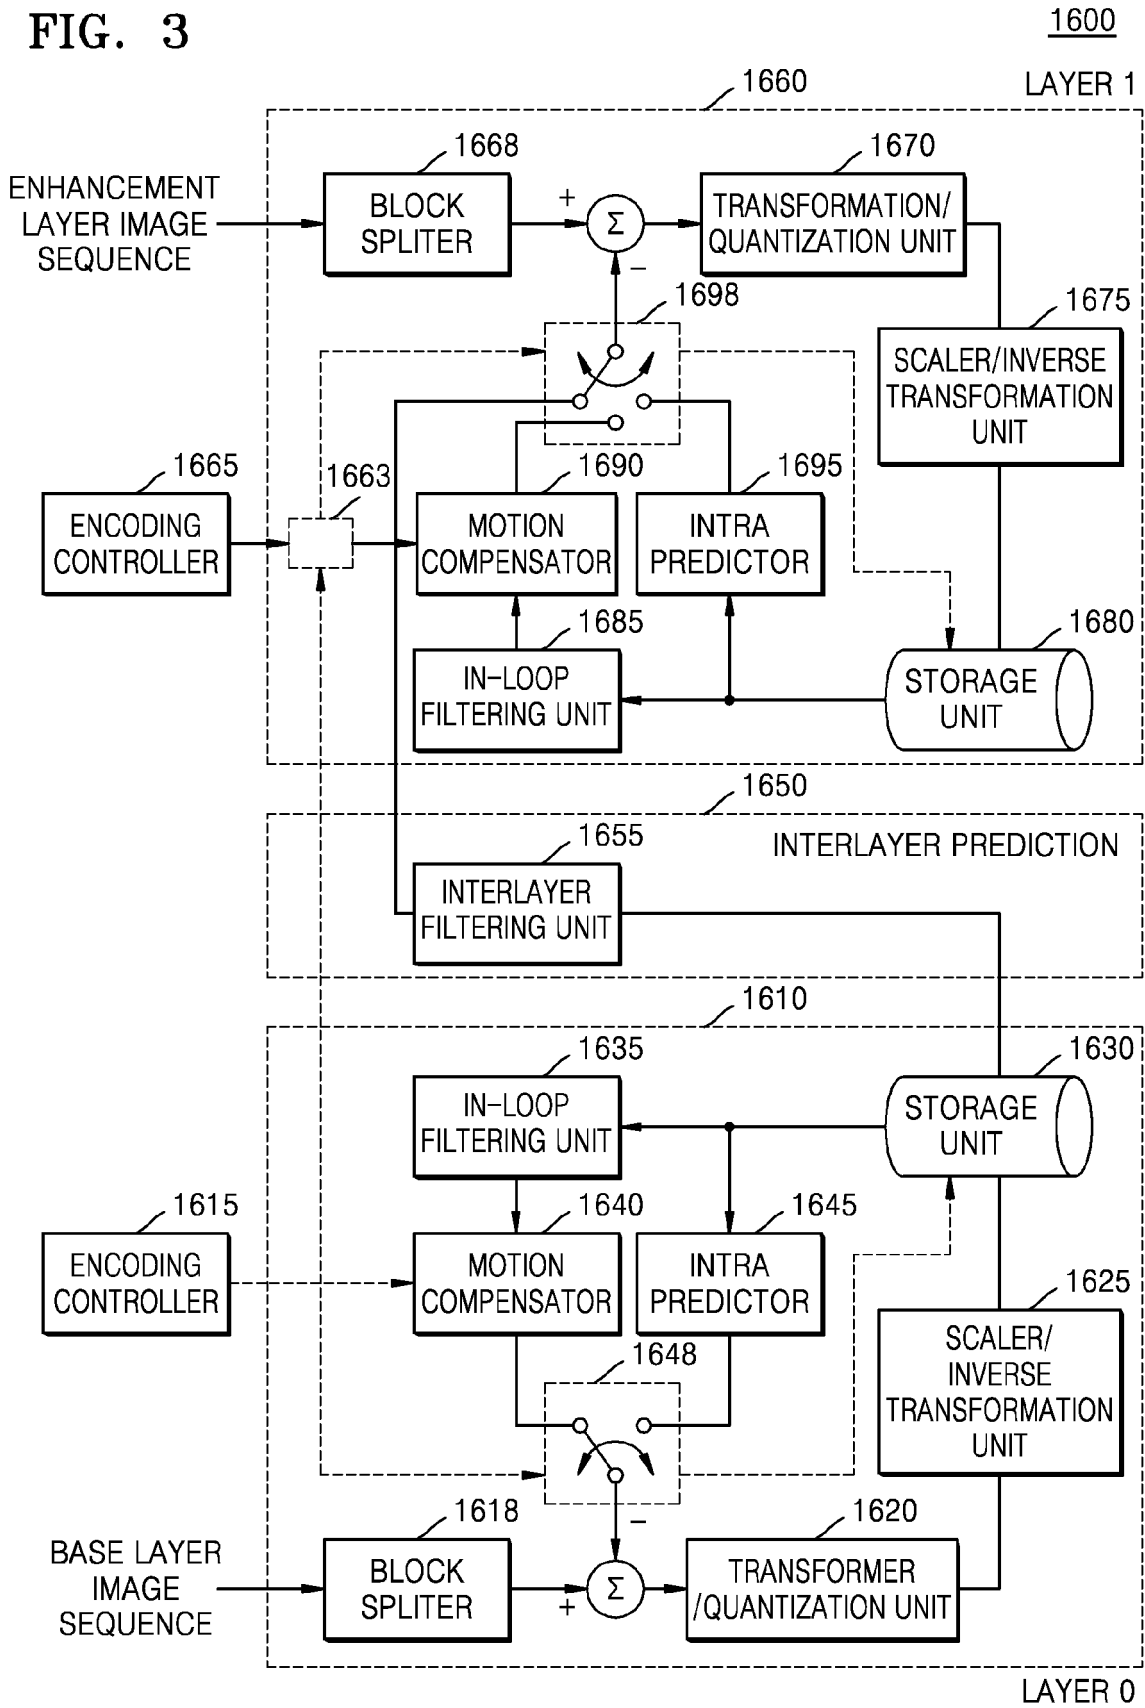 FIG. 3
1600
LAYER 1
1660
1668
1670
ENHANCEMENT
LAYER IMAGE
SEQUENCE
BLOCK
SPLITER
+
Σ
−
TRANSFORMATION/
QUANTIZATION UNIT
1698
1675
SCALER/INVERSE
TRANSFORMATION
UNIT
1665
1663
1690
1695
ENCODING
CONTROLLER
MOTION
COMPENSATOR
INTRA
PREDICTOR
1685
1680
IN-LOOP
FILTERING UNIT
STORAGE
UNIT
1650
1655
INTERLAYER PREDICTION
INTERLAYER
FILTERING UNIT
1610
1635
1630
IN-LOOP
FILTERING UNIT
STORAGE
UNIT
1615
1640
1645
ENCODING
CONTROLLER
MOTION
COMPENSATOR
INTRA
PREDICTOR
1625
SCALER/
INVERSE
TRANSFORMATION
UNIT
1648
1618
1620
BASE LAYER
IMAGE
SEQUENCE
BLOCK
SPLITER
+
−
Σ
TRANSFORMER
/QUANTIZATION UNIT
LAYER 0